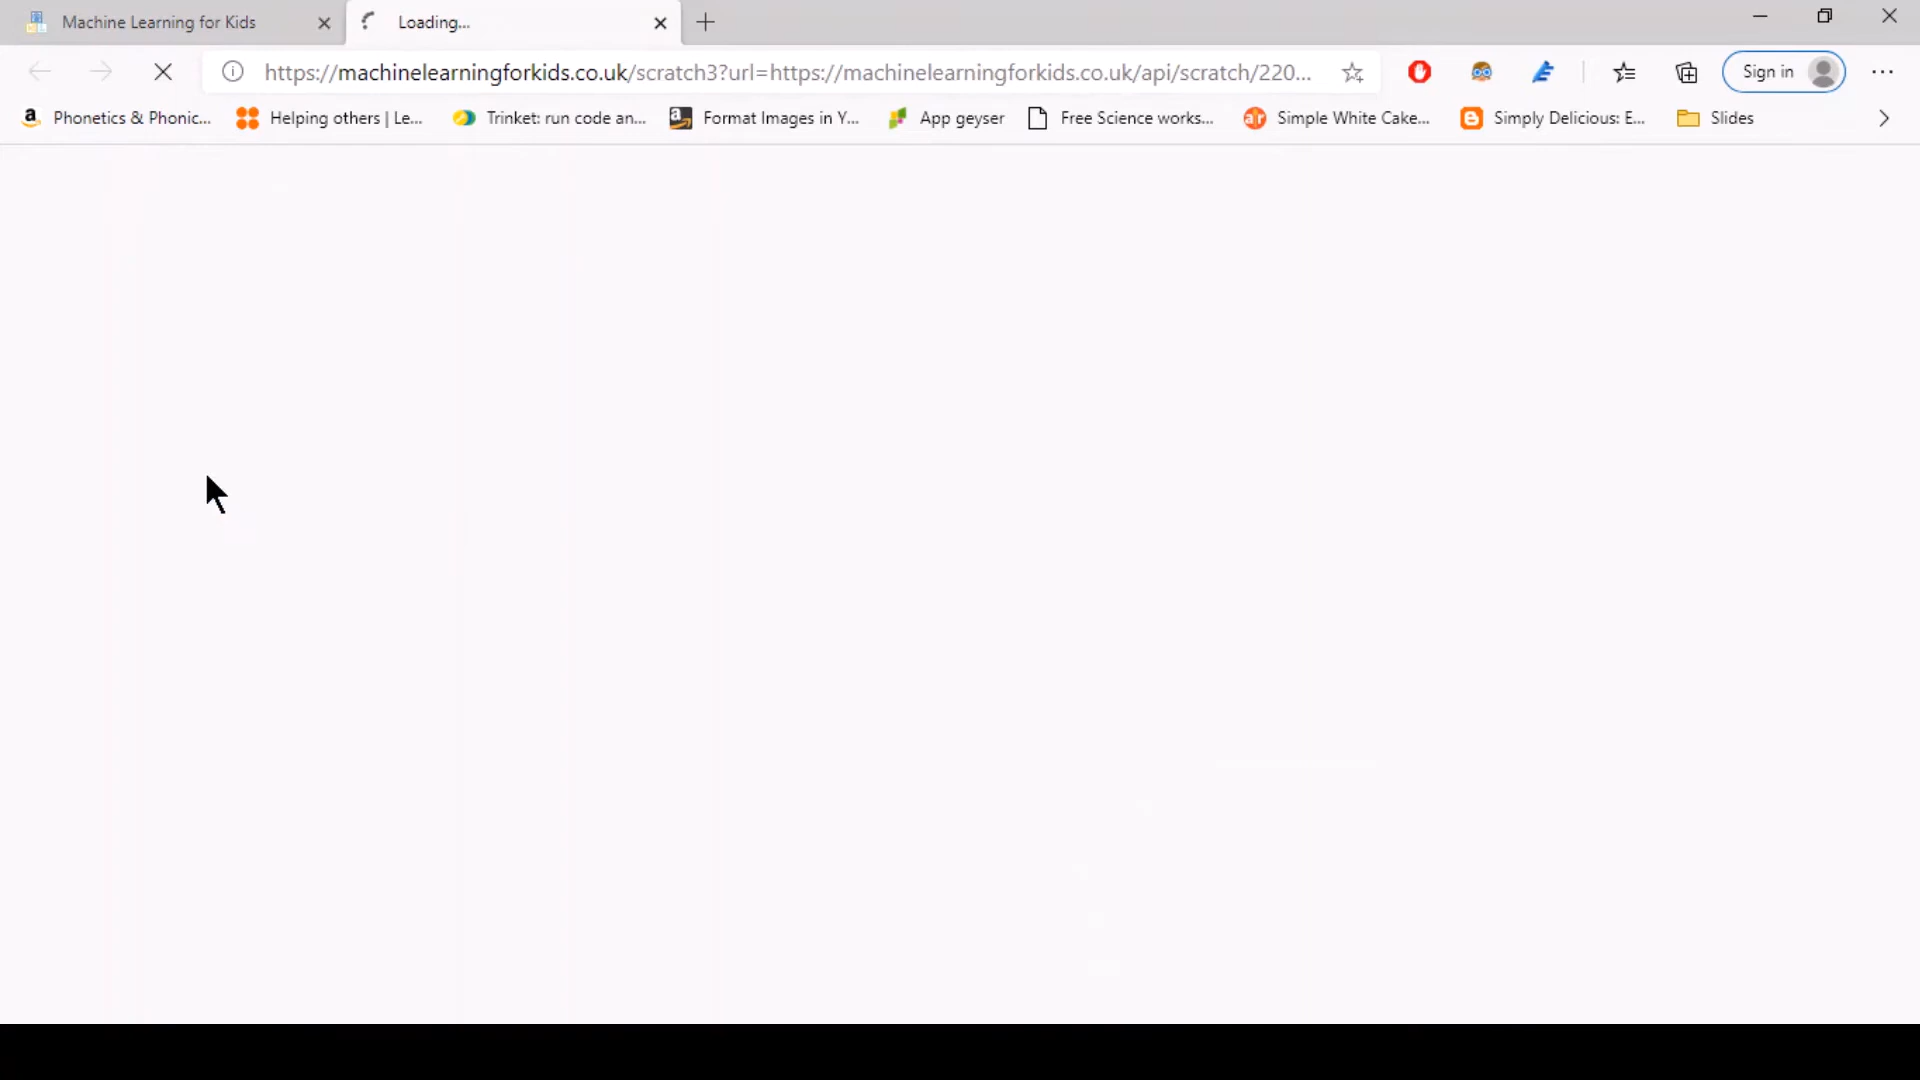 Machine Learning for Kids
Loading...
https://machinelearningforkids.co.uk/scratch3?url=https://machinelearningforkids.co.uk/api/scratch/220...
Sign in
Phonetics & Phonic...
Helping others | Le...
Trinket: run code an...
Format Images in Y...
App geyser
Free Science works...
Simple White Cake...
Simply Delicious: E...
Slides